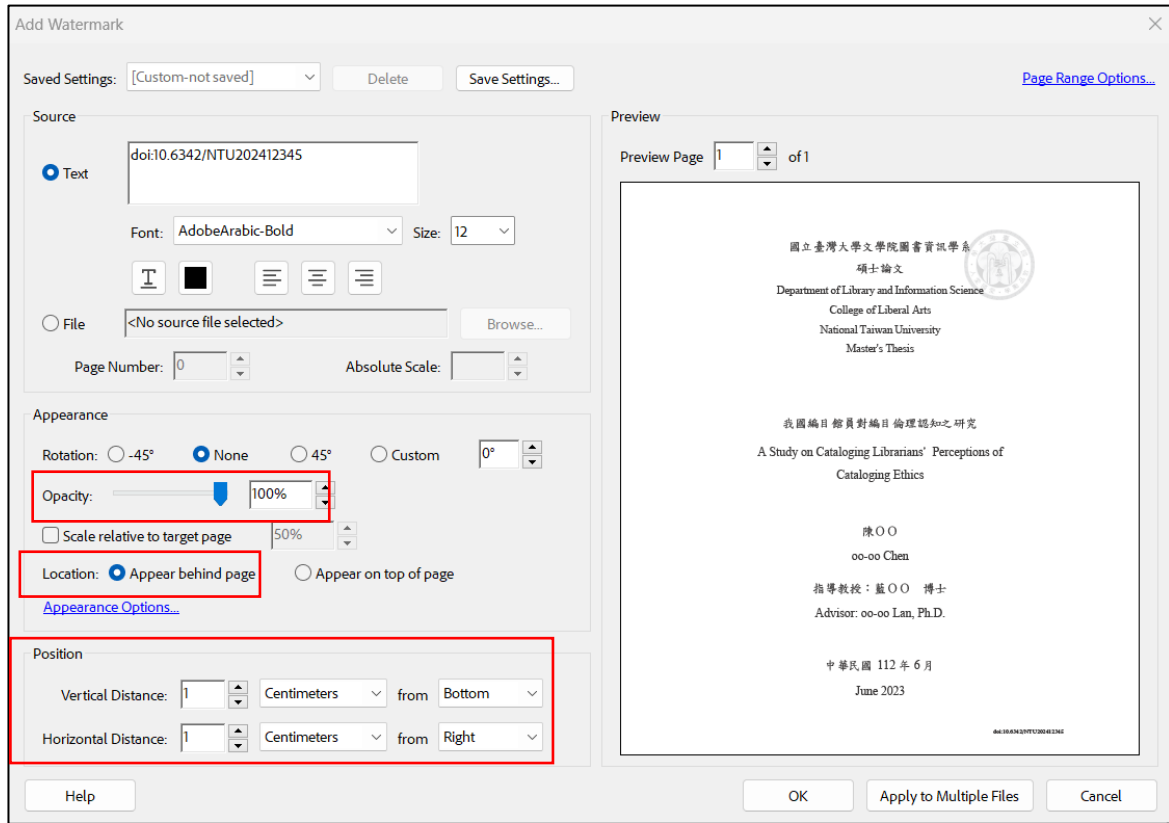 Add Watermark
Saved Settings: [Custom-not saved] Delete Save Settings... Page Range Options...
Source
Text
doi:10.6342/NTU202412345
Font: AdobeArabic-Bold Size: 12
File <No source file selected> Browse...
Page Number: 0 Absolute Scale:
Appearance
Rotation: -45° None 45° Custom 0°
Opacity: 100%
Scale relative to target page 50%
Location: Appear behind page Appear on top of page
Appearance Options...
Position
Vertical Distance: 1 Centimeters from Bottom
Horizontal Distance: 1 Centimeters from Right
Preview
Preview Page 1 of 1
國立臺灣大學文學院圖書資訊學系
碩士論文
Department of Library and Information Science
College of Liberal Arts
National Taiwan University
Master's Thesis
我國編目館員對編目倫理認知之研究
A Study on Cataloging Librarians' Perceptions of
Cataloging Ethics
陳OO
oo-oo Chen
指導教授：藍OO 博士
Advisor: oo-oo Lan, Ph.D.
中華民國 112 年 6 月
June 2023
doi:10.6342/NTU202412345
Help OK Apply to Multiple Files Cancel